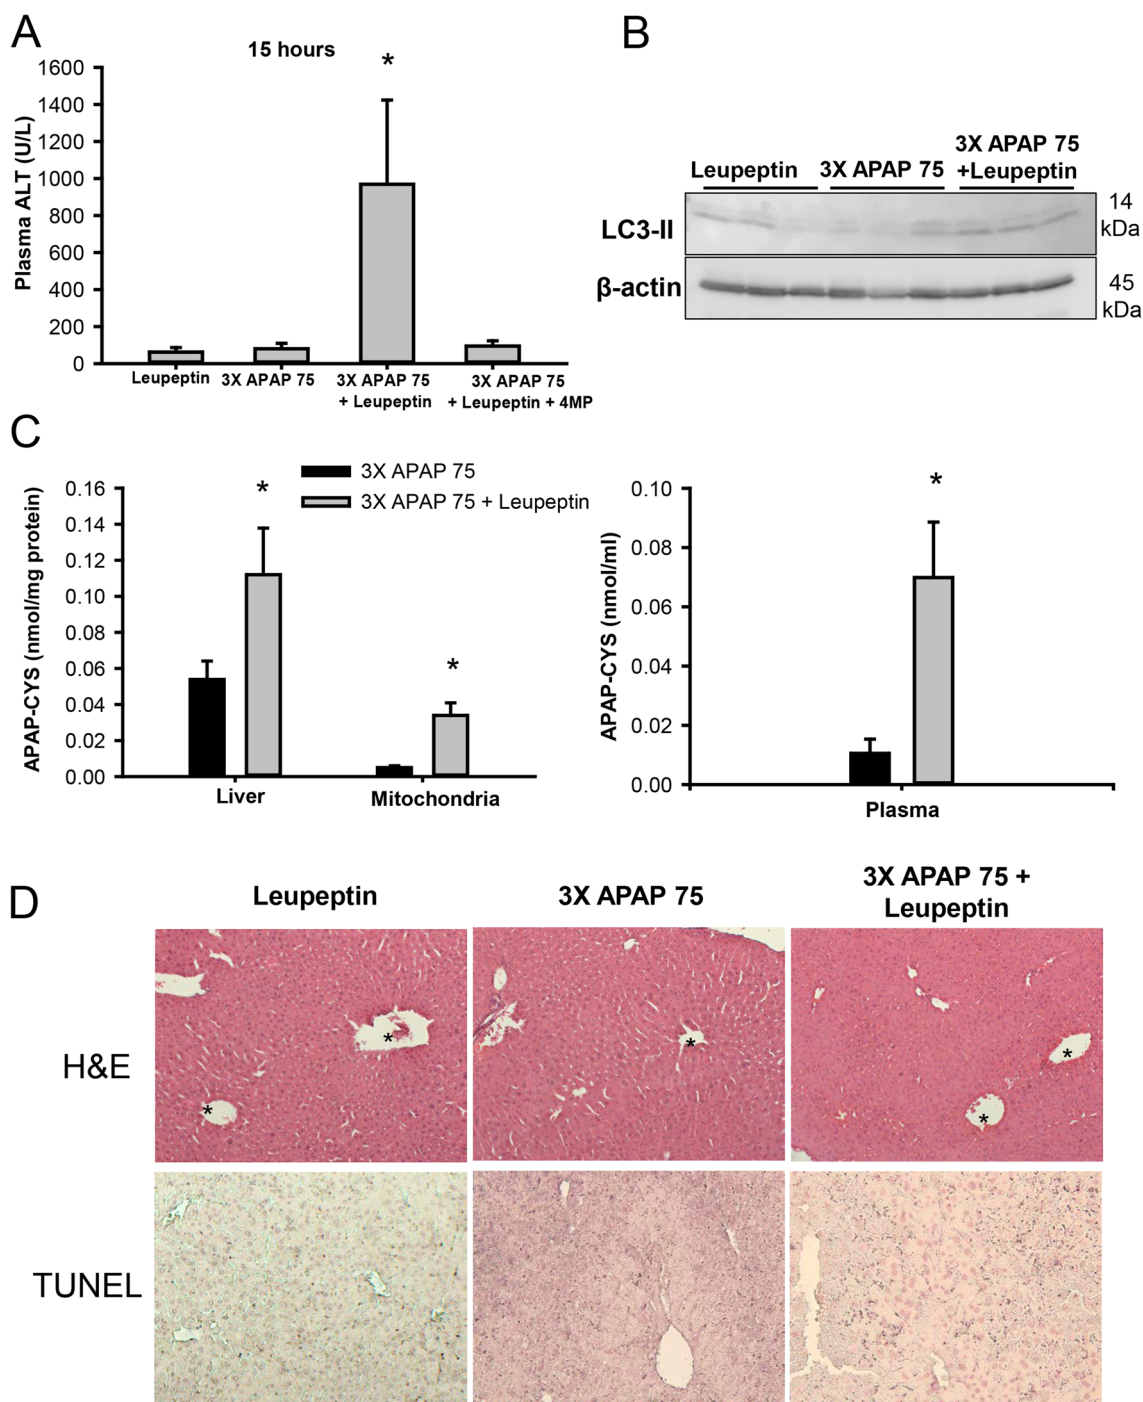 A
15 hours
*
1600
1400
1200
1000
800
600
400
200
0
Plasma ALT (U/L)
Leupeptin
3X APAP 75
3X APAP 75
+ Leupeptin
3X APAP 75
+ Leupeptin + 4MP
B
Leupeptin
3X APAP 75
3X APAP 75
+Leupeptin
LC3-II
14
kDa
β-actin
45
kDa
C
3X APAP 75
3X APAP 75 + Leupeptin
*
*
0.16
0.14
0.12
0.10
0.08
0.06
0.04
0.02
0.00
APAP-CYS (nmol/mg protein)
Liver
Mitochondria
*
0.10
0.08
0.06
0.04
0.02
0.00
APAP-CYS (nmol/ml)
Plasma
D
Leupeptin
3X APAP 75
3X APAP 75 +
Leupeptin
H&E
*
*
*
*
*
TUNEL